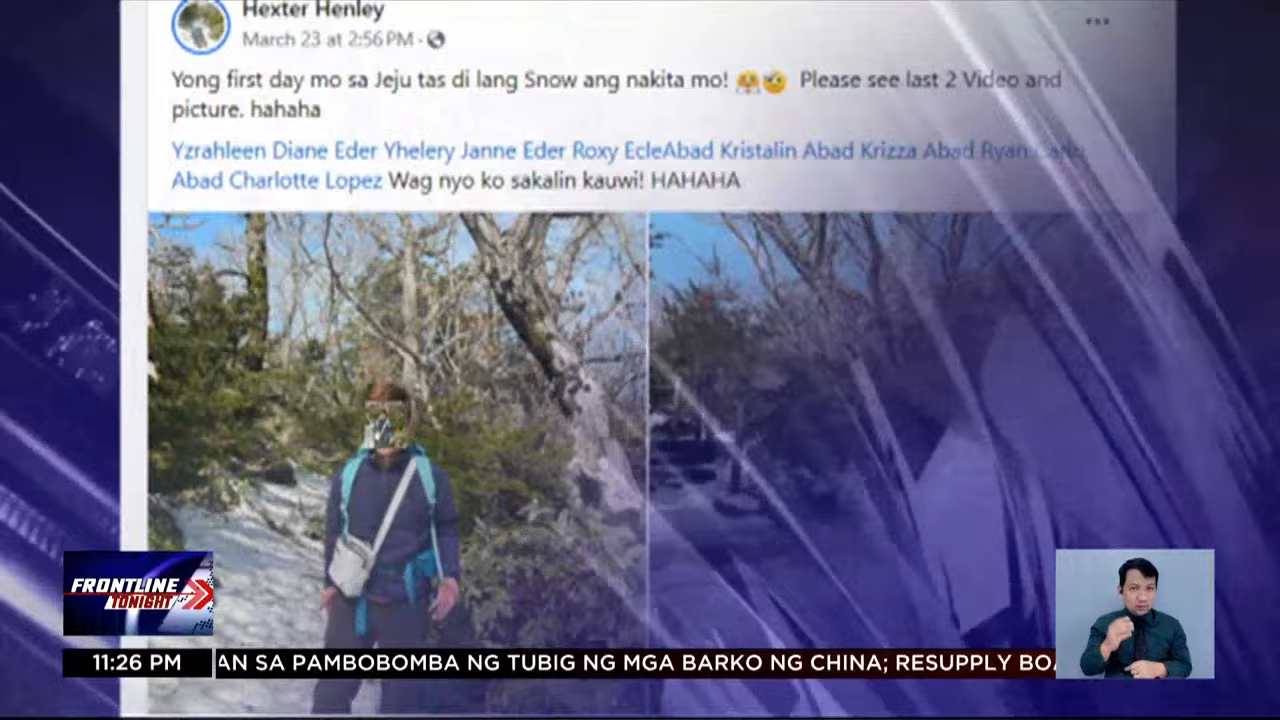 Hexter Henley
March 23 at 2:56 PM ·
Yong first day mo sa Jeju tas di lang Snow ang nakita mo! Please see last 2 Video and
picture. hahaha
Yzrahleen Diane Eder Yhelery Janne Eder Roxy EcleAbad Kristalin Abad Krizza Abad Ryan
Abad Charlotte Lopez Wag nyo ko sakalin kauwi! HAHAHA
FRONTLINE
TONIGHT
11:26 PM
AN SA PAMBOBOMBA NG TUBIG NG MGA BARKO NG CHINA; RESUPPLY BOA